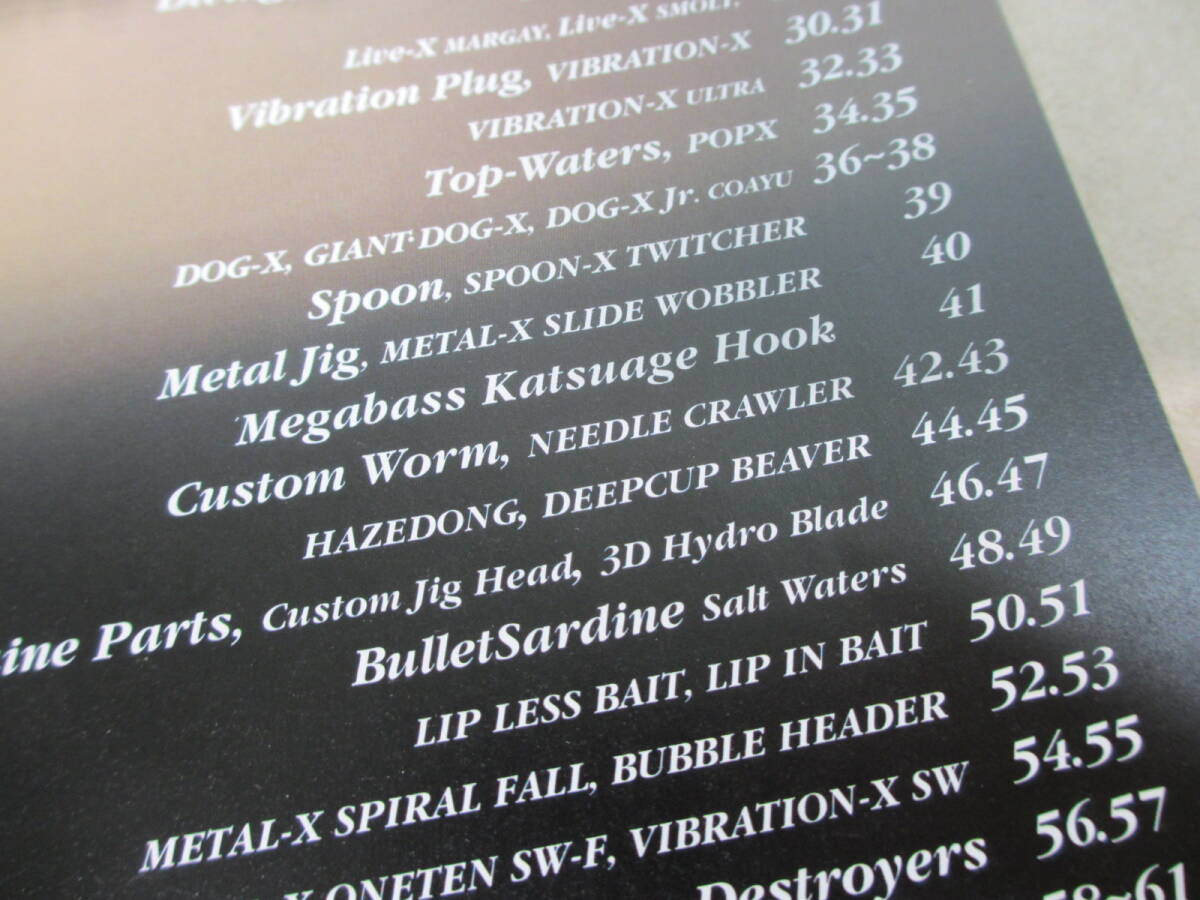 Live-X MARGAY, Live-X SMOLT,
Vibration Plug, VIBRATION-X 30.31
VIBRATION-X ULTRA 32.33
Top-Waters, POPX 34.35
DOG-X, GIANT·DOG-X, DOG-X Jr. COAYU 36~38
Spoon, SPOON-X TWITCHER 39
Metal Jig, METAL-X SLIDE WOBBLER 40
Megabass Katsuage Hook 41
Custom Worm, NEEDLE CRAWLER 42.43
HAZEDONG, DEEPCUP BEAVER 44.45
Parts, Custom Jig Head, 3D Hydro Blade 46.47
BulletSardine Salt Waters 48.49
LIP LESS BAIT, LIP IN BAIT 50.51
METAL-X SPIRAL FALL, BUBBLE HEADER 52.53
X ONETEN SW-F, VIBRATION-X SW 54.55
Destroyers 56.57
58~61